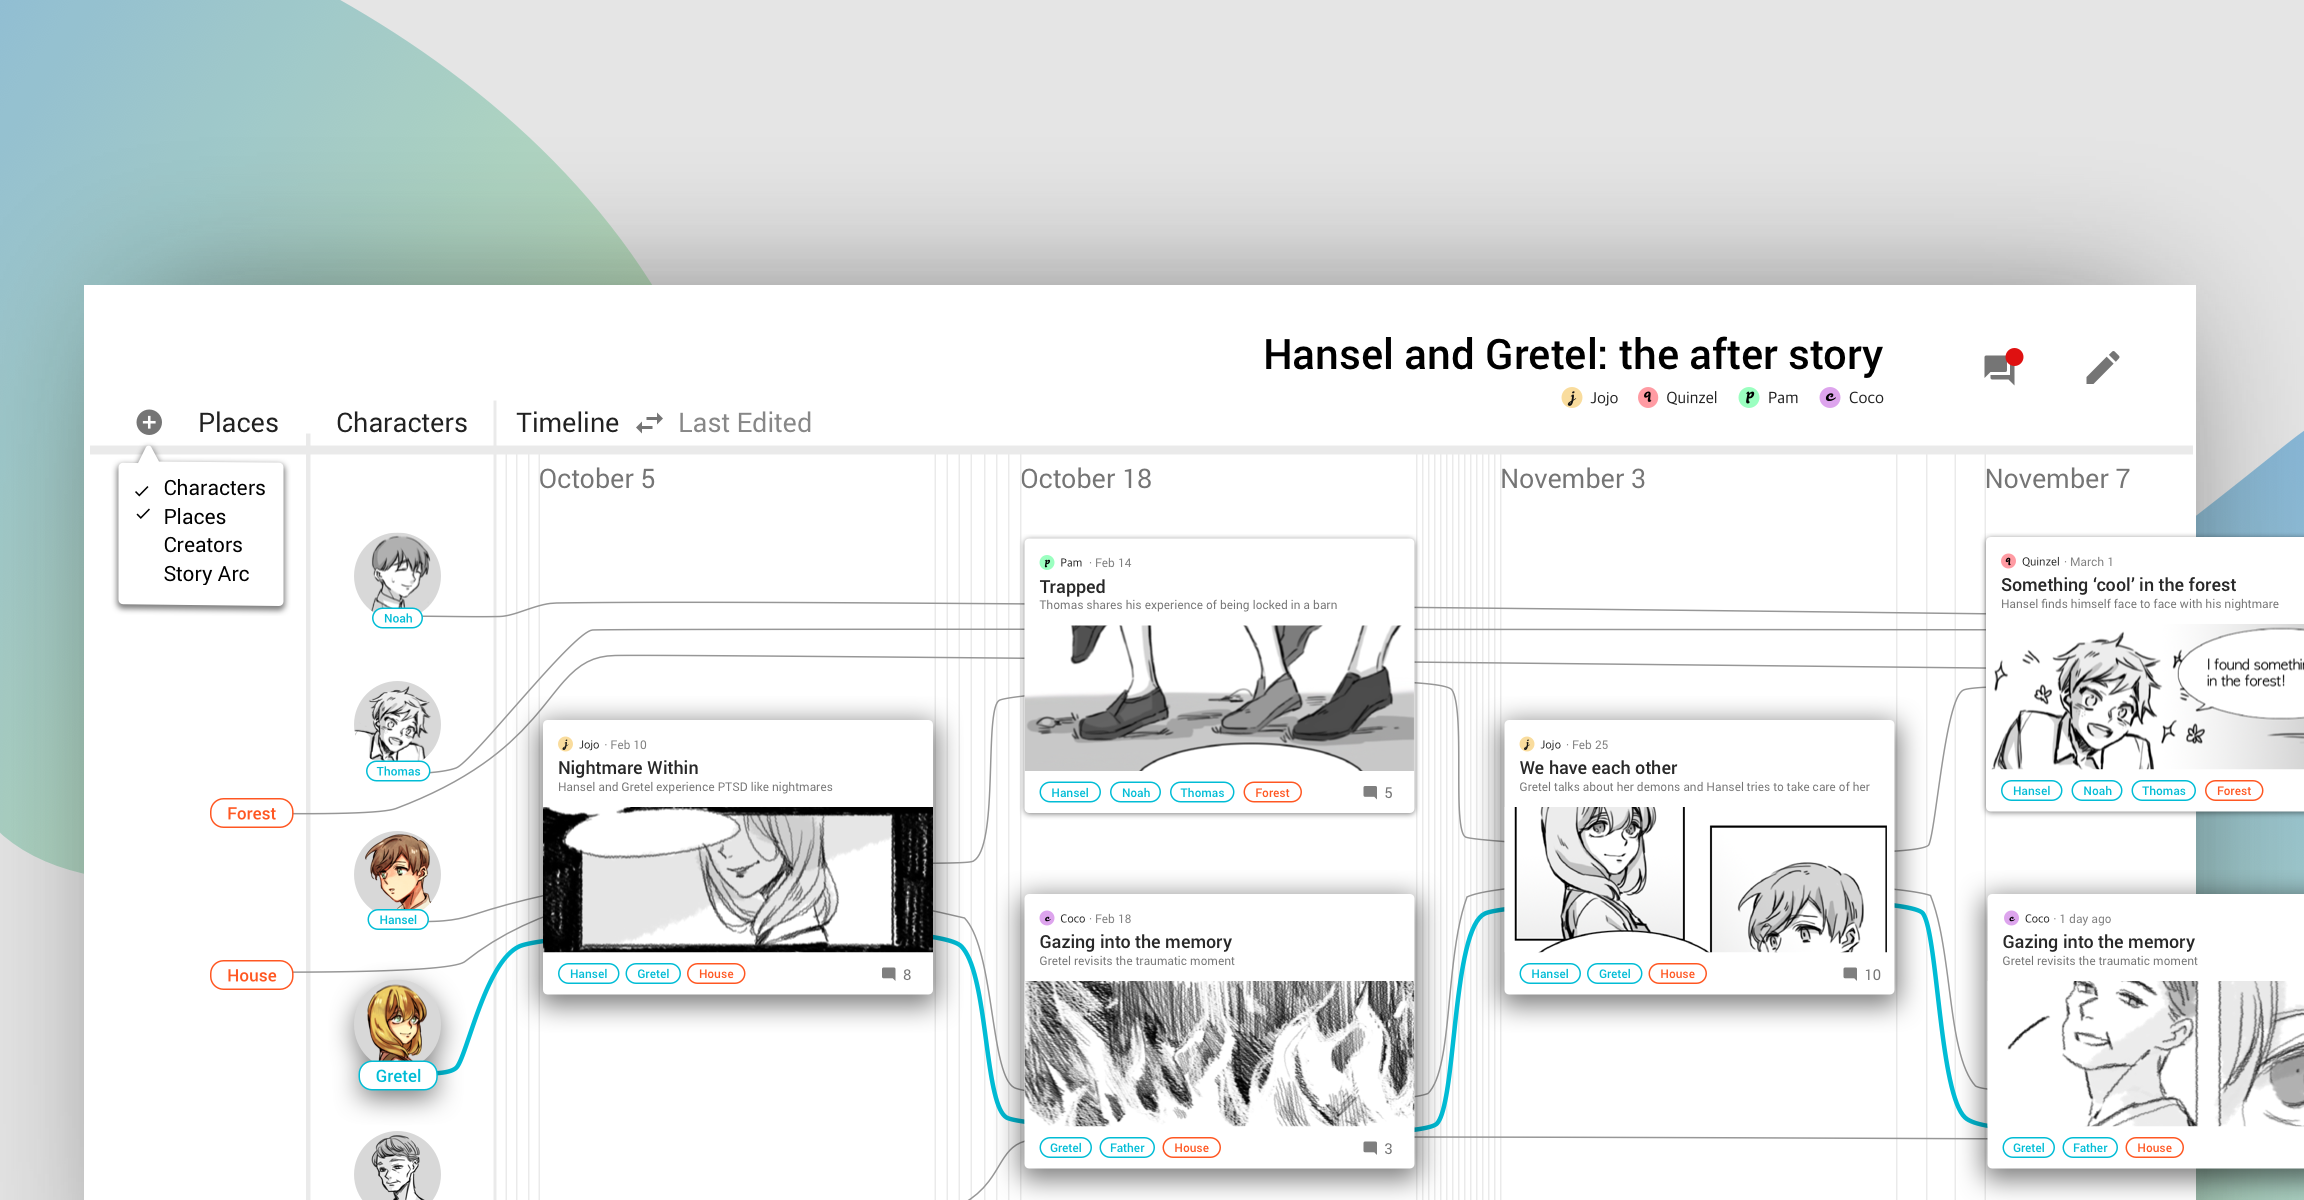 Hansel and Gretel: the after story
j Jojo q Quinzel p Pam c Coco
Places Characters Timeline Last Edited
Characters
Places
Creators
Story Arc
October 5 October 18 November 3 November 7
Noah
Thomas
Forest
Hansel
House
Gretel
j Jojo · Feb 10
Nightmare Within
Hansel and Gretel experience PTSD like nightmares
Hansel Gretel House 8
p Pam · Feb 14
Trapped
Thomas shares his experience of being locked in a barn
Hansel Noah Thomas Forest 5
c Coco · Feb 18
Gazing into the memory
Gretel revisits the traumatic moment
Gretel Father House 3
j Jojo · Feb 25
We have each other
Gretel talks about her demons and Hansel tries to take care of her
Hansel Gretel House 10
q Quinzel · March 1
Something ‘cool’ in the forest
Hansel finds himself face to face with his nightmare
I found somethi
in the forest!
Hansel Noah Thomas Forest
c Coco · 1 day ago
Gazing into the memory
Gretel revisits the traumatic moment
Gretel Father House